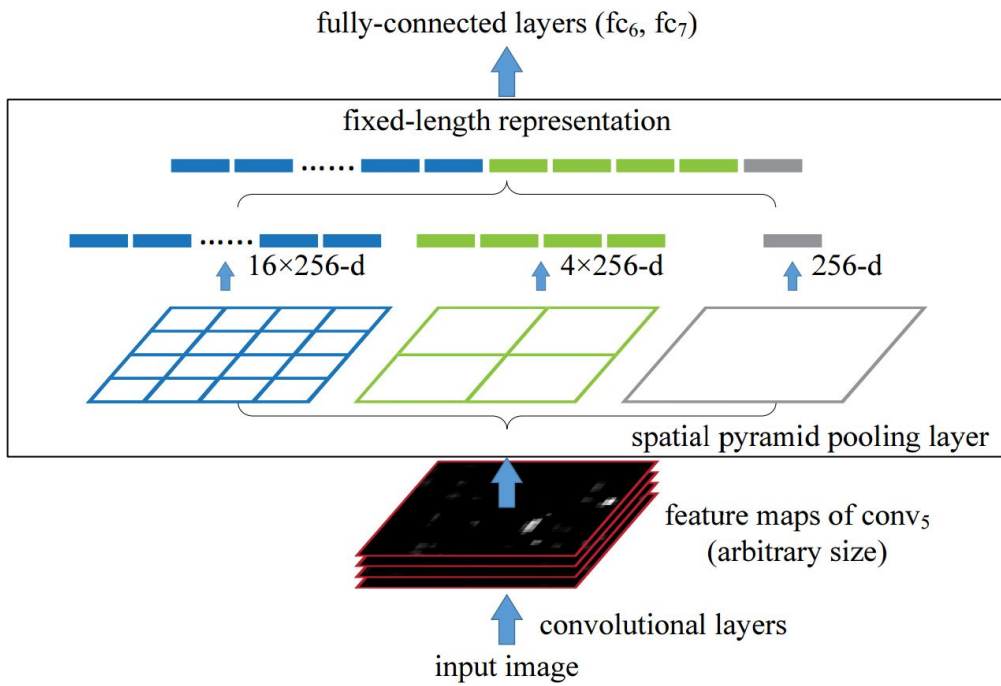 fully-connected layers (fc₆, fc₇)
fixed-length representation
......
......
16×256-d
4×256-d
256-d
spatial pyramid pooling layer
feature maps of conv₅
(arbitrary size)
convolutional layers
input image